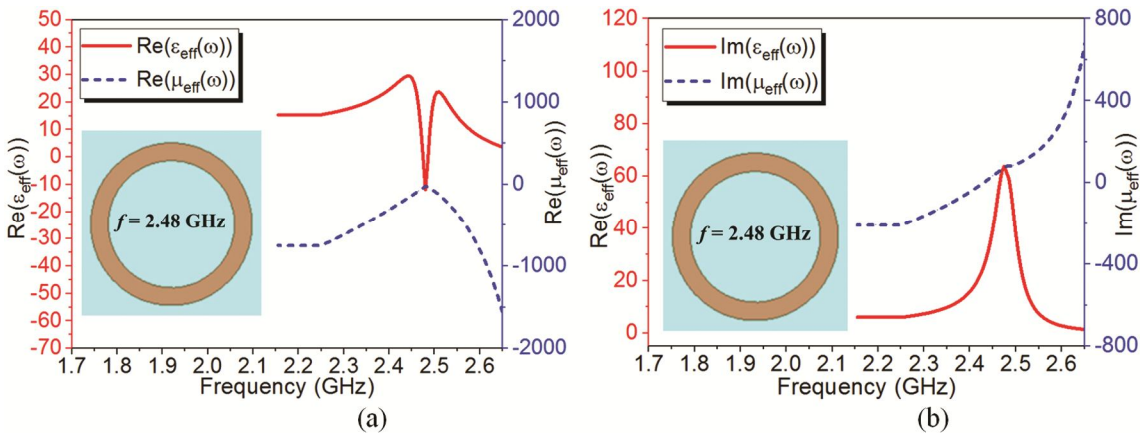 Re(εeff(ω))
Re(μeff(ω))
f = 2.48 GHz
50
40
30
20
10
0
-10
-20
-30
-40
-50
-60
-70
Re(εeff(ω))
2000
1000
0
-1000
-2000
Re(μeff(ω))
1.7 1.8 1.9 2.0 2.1 2.2 2.3 2.4 2.5 2.6
Frequency (GHz)
(a)
Im(εeff(ω))
Im(μeff(ω))
f = 2.48 GHz
120
100
80
60
40
20
0
Re(εeff(ω))
800
400
0
-400
-800
Im(μeff(ω))
1.7 1.8 1.9 2.0 2.1 2.2 2.3 2.4 2.5 2.6
Frequency (GHz)
(b)